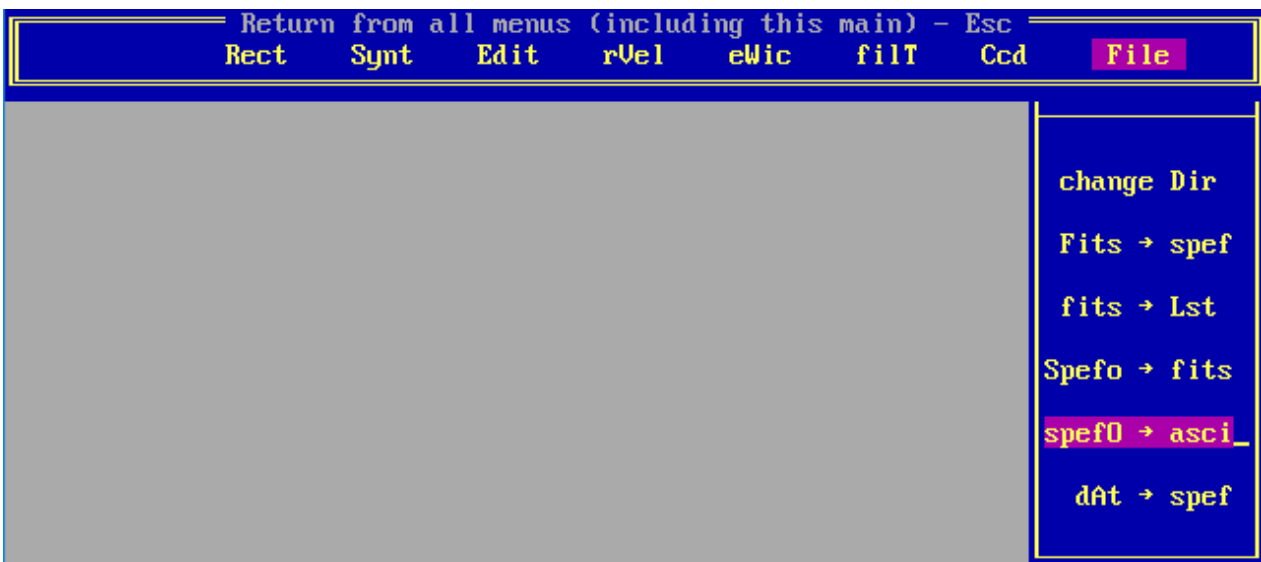 Return from all menus (including this main) - Esc
Rect Synt Edit rVel eWic filT Ccd File
change Dir
Fits → spef
fits → Lst
Spefo → fits
spefO → asci_
dAt → spef